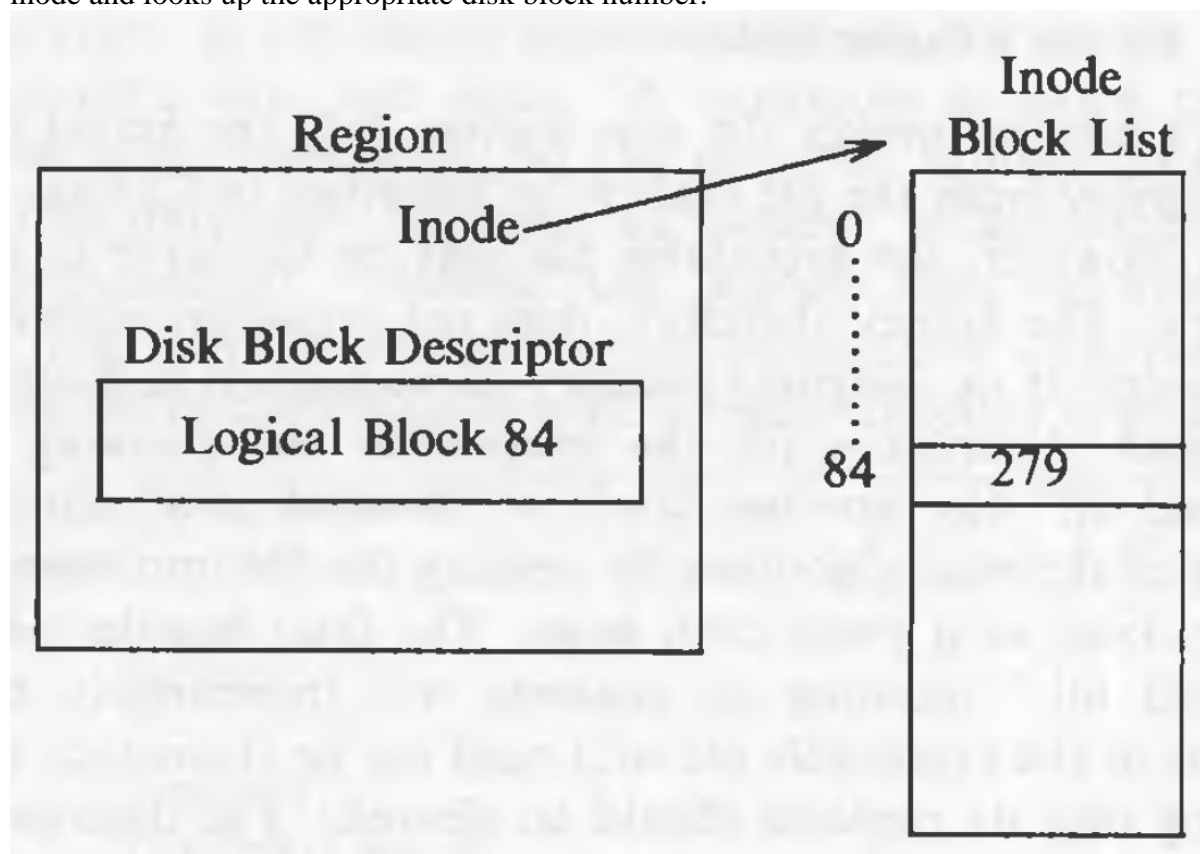 inode and looks up the appropriate disk block number.
Inode
Block List
Region
Inode
0
Disk Block Descriptor
Logical Block 84
84
279